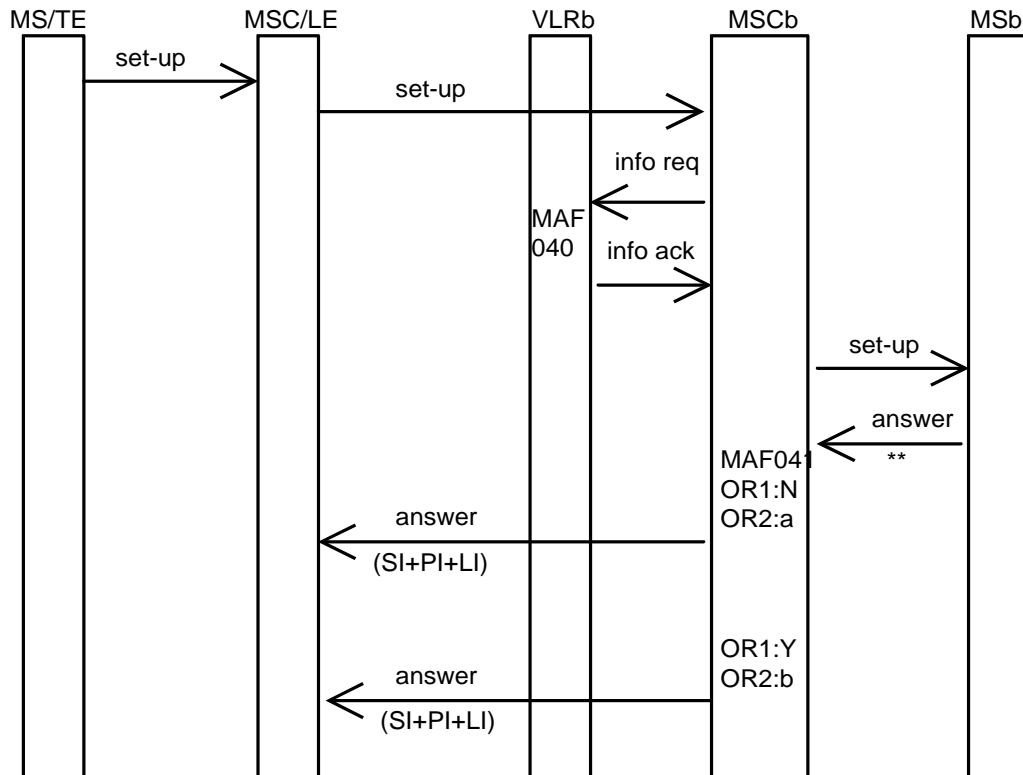 MS/TE MSC/LE VLRb MSCb MSb
set-up
set-up
info req
MAF
040
info ack
set-up
answer
**
MAF041
OR1:N
OR2:a
answer
(SI+PI+LI)
OR1:Y
OR2:b
answer
(SI+PI+LI)